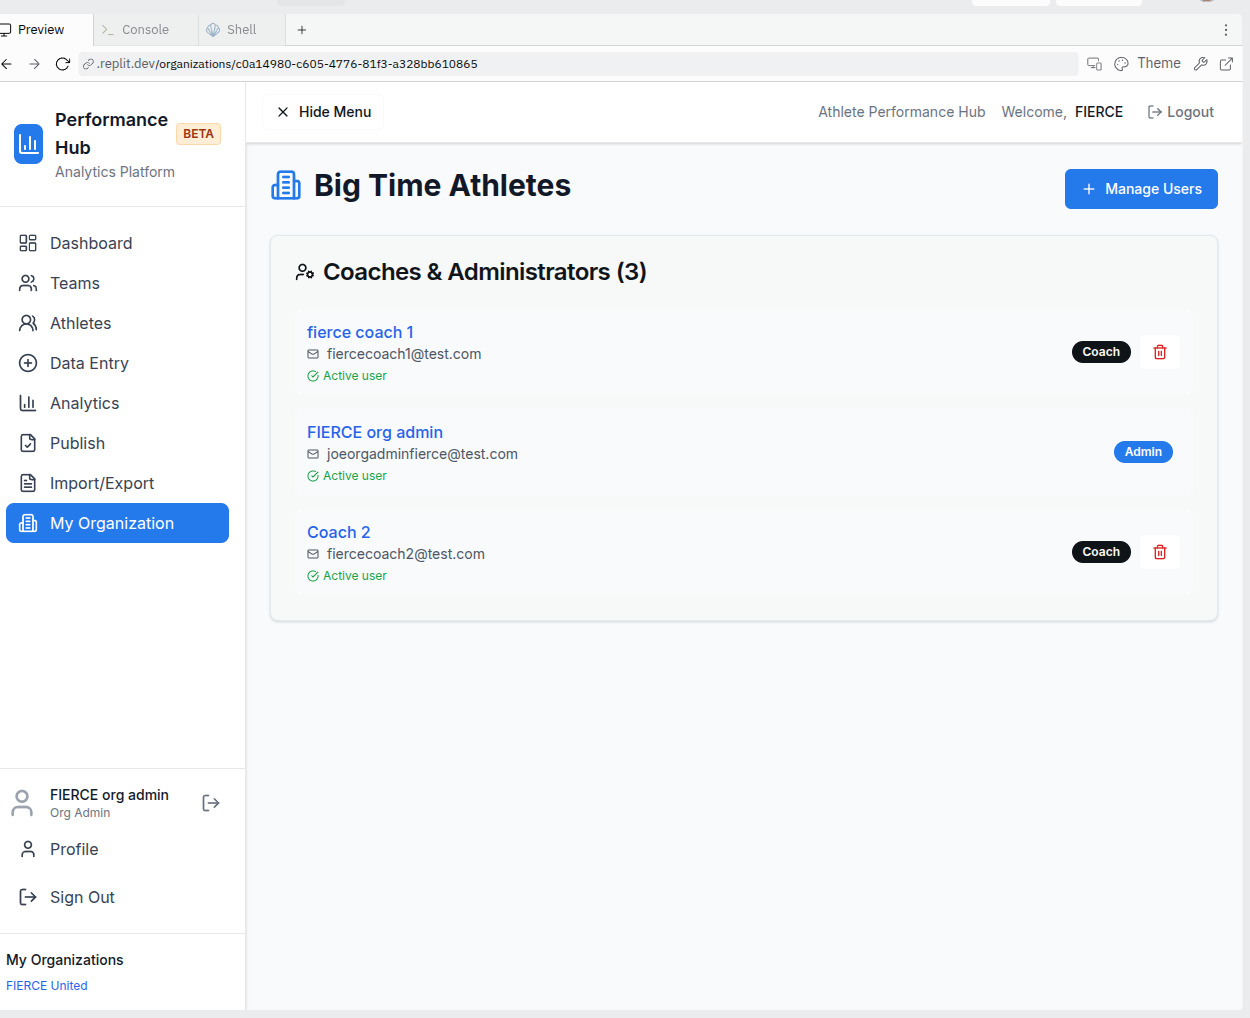 Preview
Console
Shell
.replit.dev/organizations/c0a14980-c605-4776-81f3-a328bb610865
Theme
Performance
Hub
BETA
Analytics Platform
Hide Menu
Athlete Performance Hub
Welcome, FIERCE
Logout
Dashboard
Teams
Athletes
Data Entry
Analytics
Publish
Import/Export
My Organization
Big Time Athletes
Manage Users
Coaches & Administrators (3)
fierce coach 1
fiercecoach1@test.com
Active user
Coach
FIERCE org admin
joeorgadminfierce@test.com
Active user
Admin
Coach 2
fiercecoach2@test.com
Active user
Coach
FIERCE org admin
Org Admin
Profile
Sign Out
My Organizations
FIERCE United